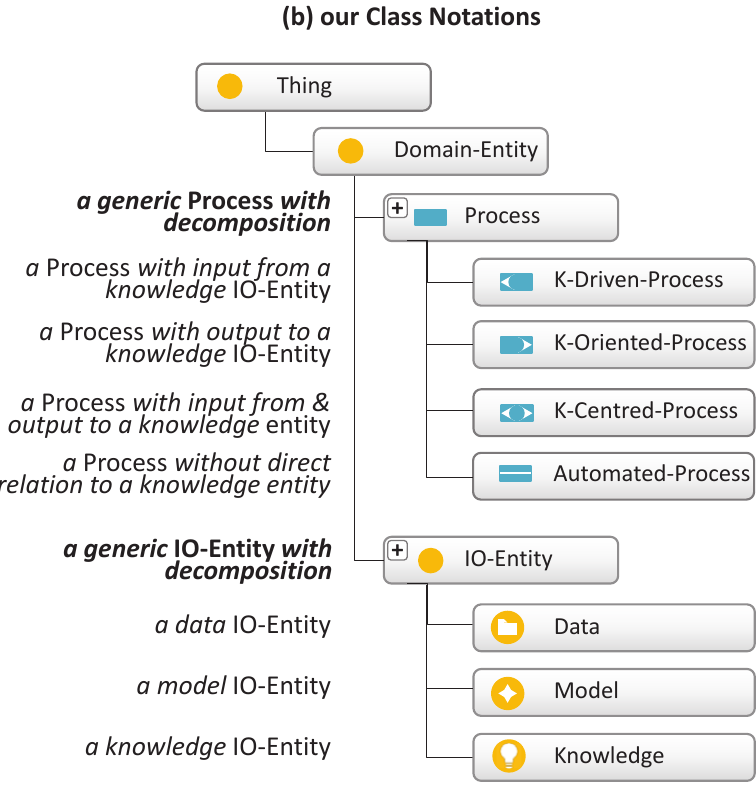 (b) our Class Notations
Thing
Domain-Entity
a generic Process with
decomposition
Process
a Process with input from a
knowledge IO-Entity
K-Driven-Process
a Process with output to a
knowledge IO-Entity
K-Oriented-Process
a Process with input from &
output to a knowledge entity
K-Centred-Process
a Process without direct
relation to a knowledge entity
Automated-Process
a generic IO-Entity with
decomposition
IO-Entity
a data IO-Entity
Data
a model IO-Entity
Model
a knowledge IO-Entity
Knowledge